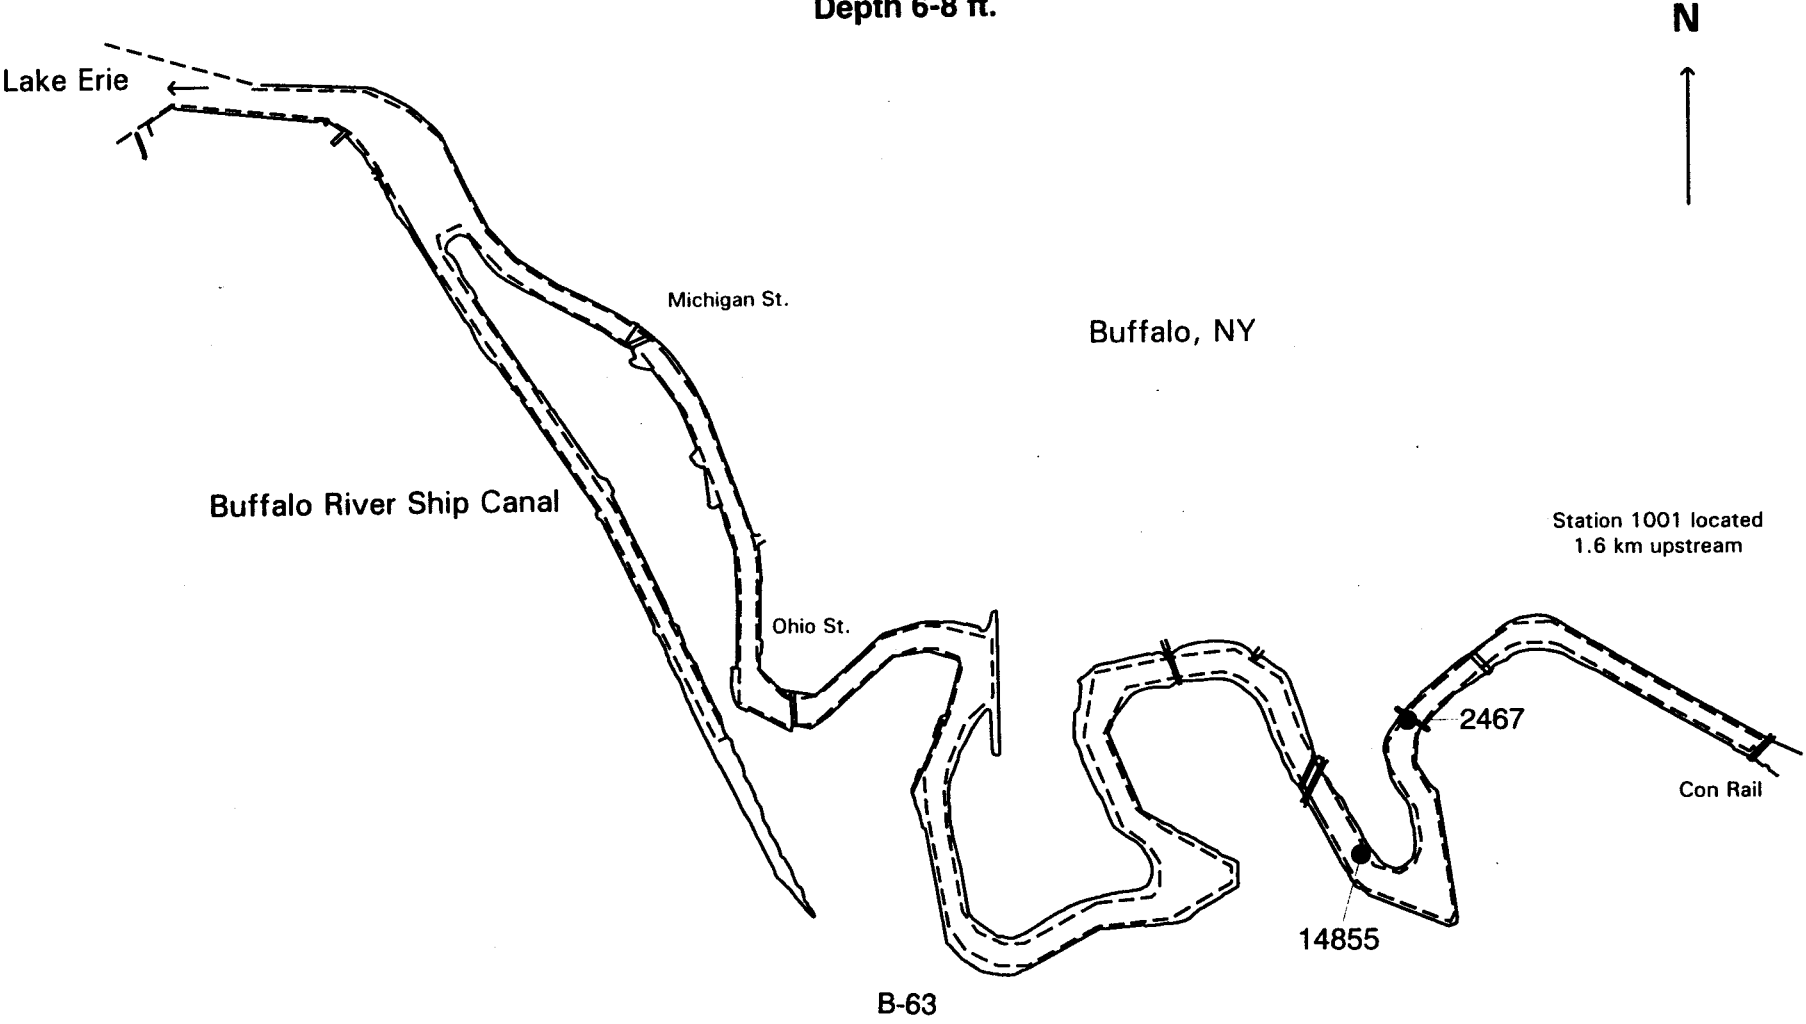 Depth 6-8 ft.
N
Lake Erie
Michigan St.
Buffalo, NY
Buffalo River Ship Canal
Station 1001 located
1.6 km upstream
Ohio St.
2467
Con Rail
14855
B-63